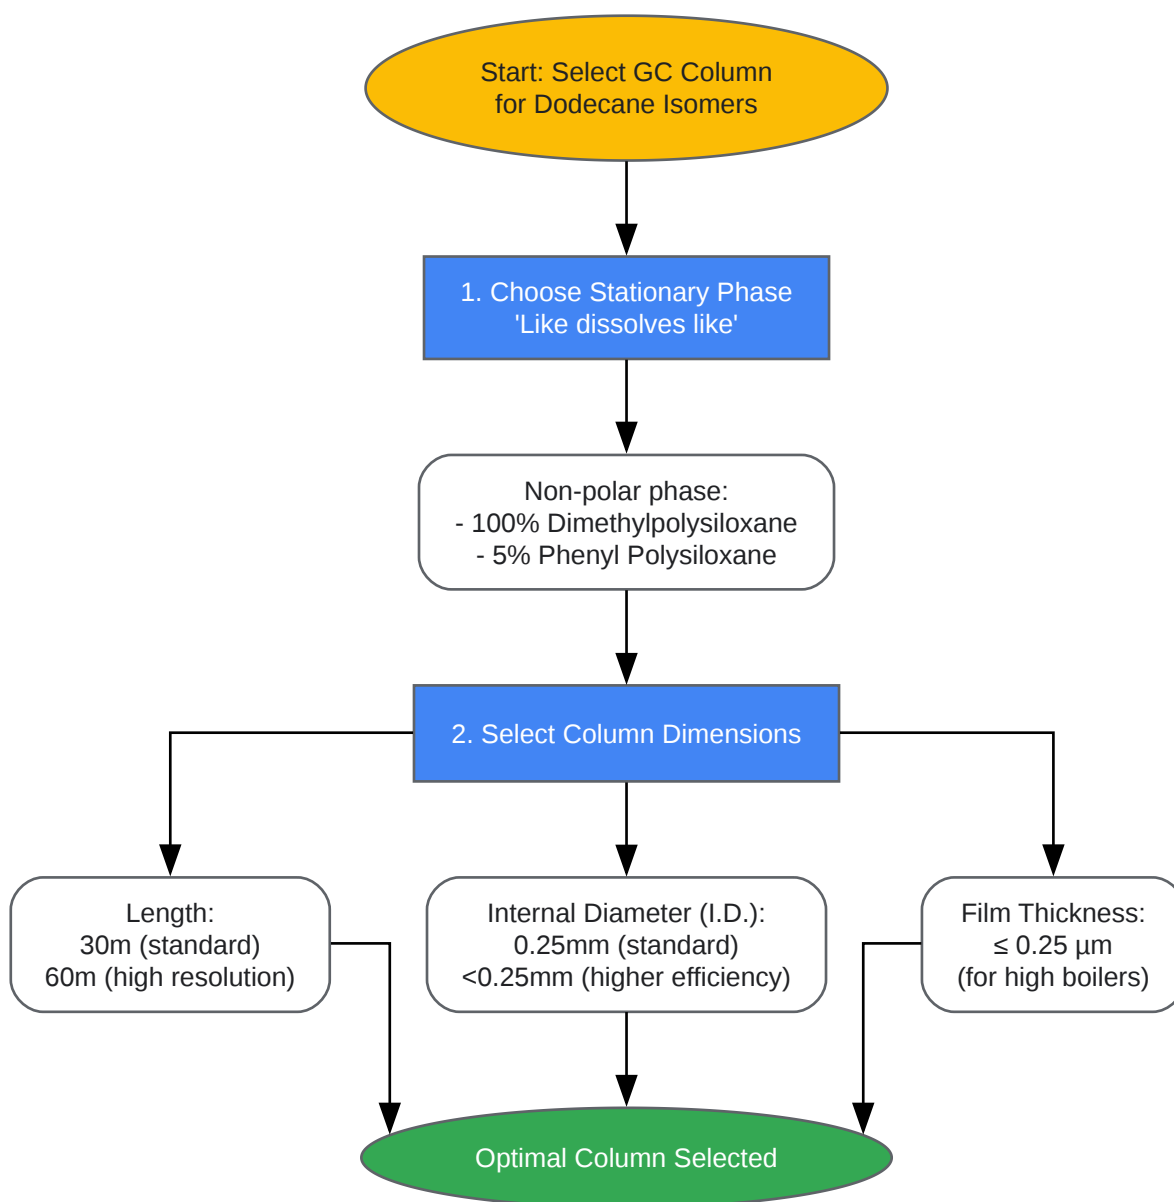 Start: Select GC Column
for Dodecane Isomers
1. Choose Stationary Phase
'Like dissolves like'
Non-polar phase:
- 100% Dimethylpolysiloxane
- 5% Phenyl Polysiloxane
2. Select Column Dimensions
Length:
30m (standard)
60m (high resolution)
Internal Diameter (I.D.):
0.25mm (standard)
<0.25mm (higher efficiency)
Film Thickness:
≤ 0.25 µm
(for high boilers)
Optimal Column Selected